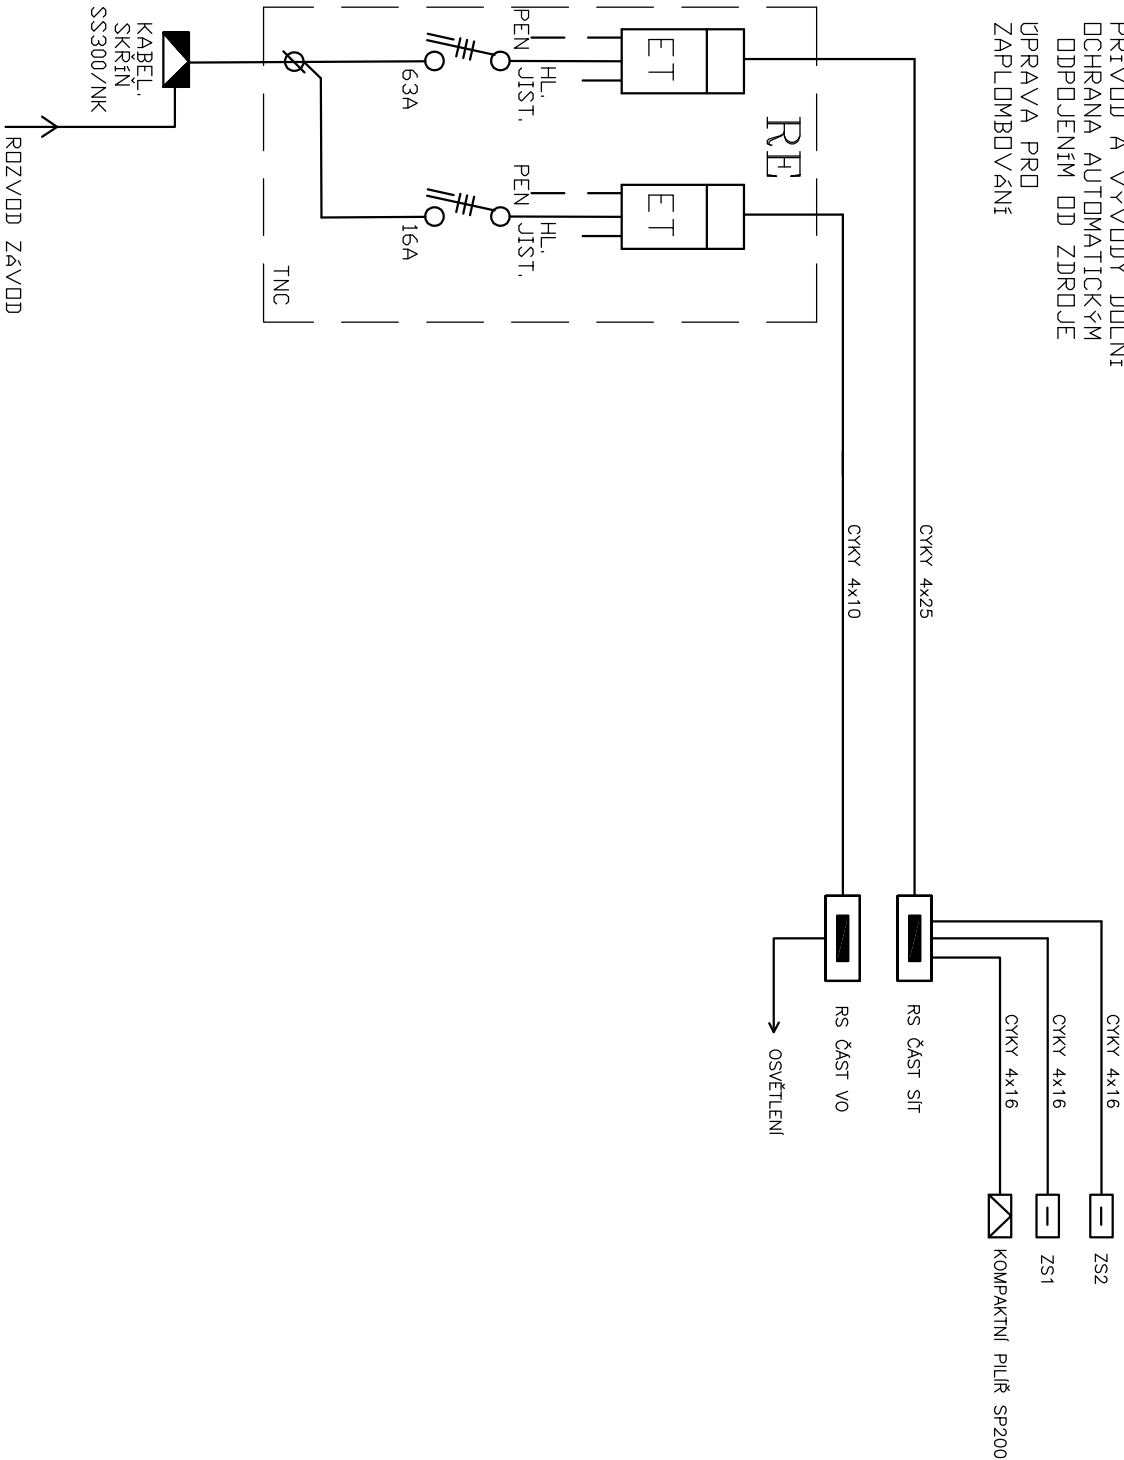 PŘÍVOD A VÝVODY DOLNÍ
OCHRANA AUTOMATICKÝM
ODPOJENÍM OD ZDROJE
ÚPRAVA PRO
ZAPLOMBOVÁNÍ
RE
ET
ET
PEN
HL.
JIST.
63A
PEN
HL.
JIST.
16A
TNC
KABEL.
SKŘÍŇ
SS300/NK
ROZVOD ZÁVOD
CYKY 4x25
CYKY 4x10
RS ČÁST SÍŤ
RS ČÁST VO
OSVĚTLENÍ
CYKY 4x16
CYKY 4x16
CYKY 4x16
ZS2
ZS1
KOMPAKTNÍ PILÍŘ SP200